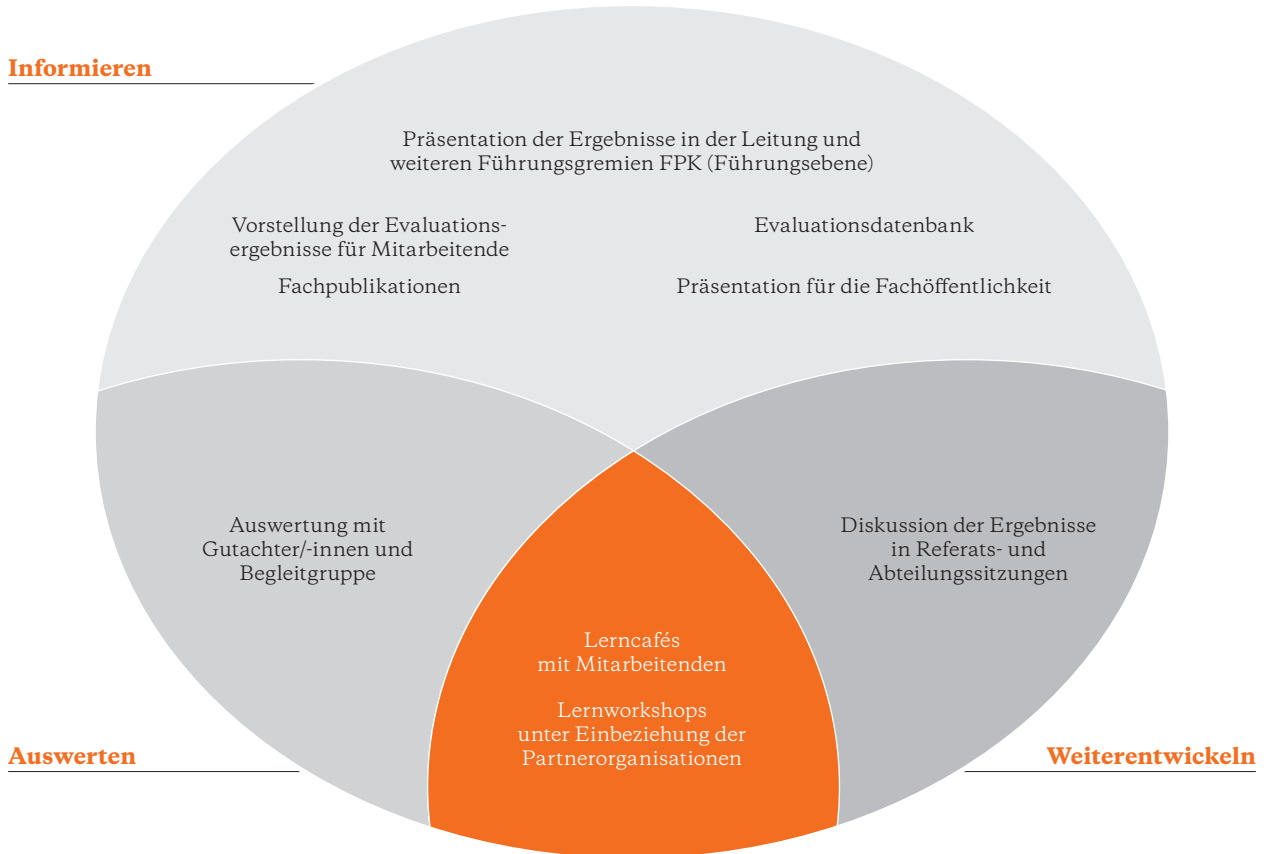 Informieren
Präsentation der Ergebnisse in der Leitung und
weiteren Führungsgremien FPK (Führungsebene)
Vorstellung der Evaluations-
ergebnisse für Mitarbeitende
Fachpublikationen
Evaluationsdatenbank
Präsentation für die Fachöffentlichkeit
Auswertung mit
Gutachter/-innen und
Begleitgruppe
Diskussion der Ergebnisse
in Referats- und
Abteilungssitzungen
Lerncafés
mit Mitarbeitenden
Lernworkshops
unter Einbeziehung der
Partnerorganisationen
Auswerten
Weiterentwickeln